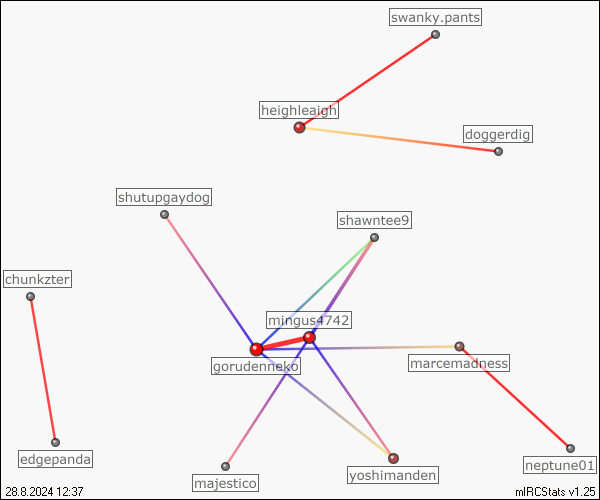 swanky.pants
heighleaigh
doggerdig
shutupgaydog
shawntee9
chunkzter
mingus4742
gorudenneko
marcemadness
edgepanda
neptune01
yoshimanden
majestico
28.8.2024 12:37
mIRCStats v1.25